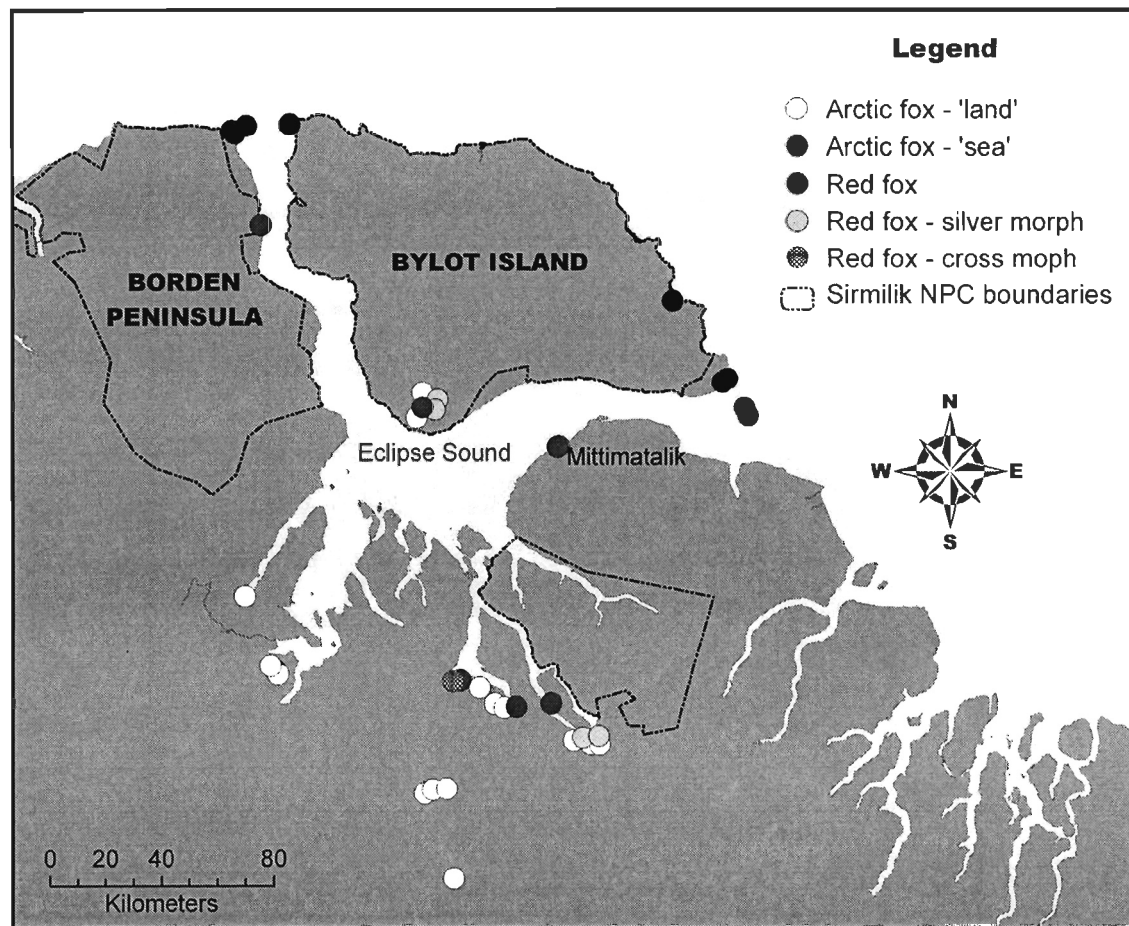 Legend
Arctic fox - 'land'
Arctic fox - 'sea'
Red fox
Red fox - silver morph
Red fox - cross moph
Sirmilik NPC boundaries
BYLOT ISLAND
BORDEN
PENINSULA
Eclipse Sound
Mittimatalik
N
W
E
S
0 20 40 80
Kilometers